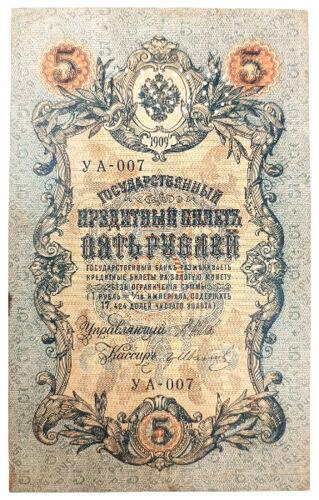 5 5
1909
УА-007
ГОСУДАРСТВЕННЫЙ
КРЕДИТНЫЙ БИЛЕТЪ
ПЯТЬ РУБЛЕЙ
ГОСУДАРСТВЕННЫЙ БАНКЪ РАЗМѢНИВАЕТЪ
КРЕДИТНЫЕ БИЛЕТЫ НА ЗОЛОТУЮ МОНЕТУ
БЕЗЪ ОГРАНИЧЕНІЯ СУММЫ
(1 РУБЛЬ = 1/15 ИМПЕРІАЛА, СОДЕРЖИТЪ
17,424 ДОЛЕЙ ЧИСТАГО ЗОЛОТА)
Управляющій
Кассиръ
УА-007
5